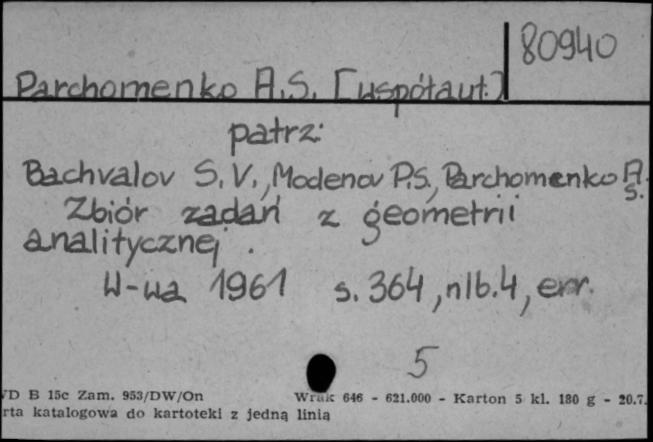 80940
Parchomenko A.S. [współaut.]
patrz:
Bachvalov S.V., Modenov P.S., Parchomenko A.
S.
Zbiór zadań z geometrii
analitycznej.
W-wa 1961 s. 364, nlb. 4, err.
5
VD B 15c Zam. 953/DW/On Wrak 646 - 621.000 - Karton 5 kl. 180 g - 20.7.
rta katalogowa do kartoteki z jedną linią